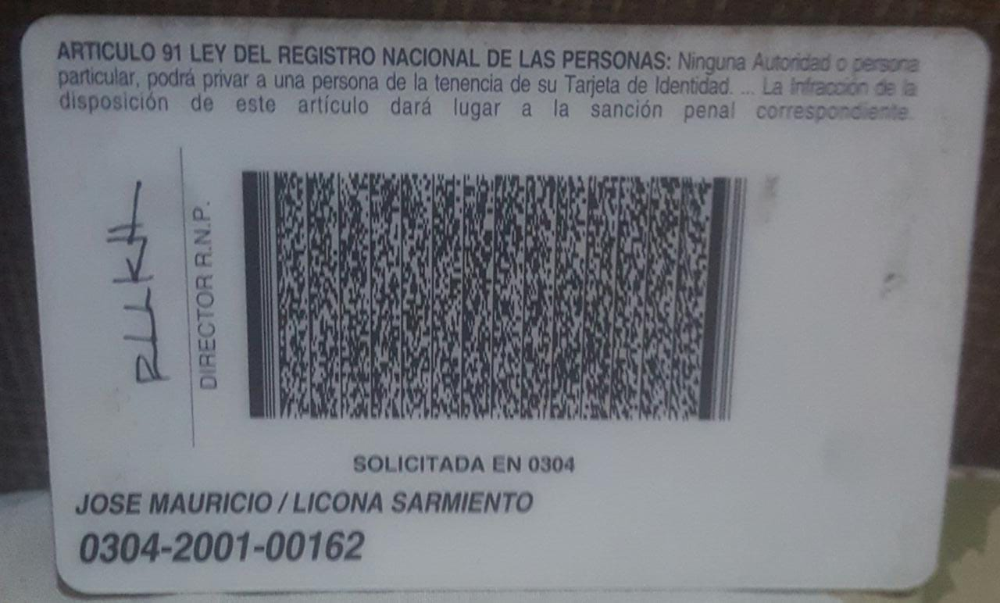 ARTICULO 91 LEY DEL REGISTRO NACIONAL DE LAS PERSONAS: Ninguna Autoridad o persona
particular, podrá privar a una persona de la tenencia de su Tarjeta de Identidad. ... La Infracción de la
disposición de este artículo dará lugar a la sanción penal correspondiente.
DIRECTOR R.N.P.
SOLICITADA EN 0304
JOSE MAURICIO / LICONA SARMIENTO
0304-2001-00162